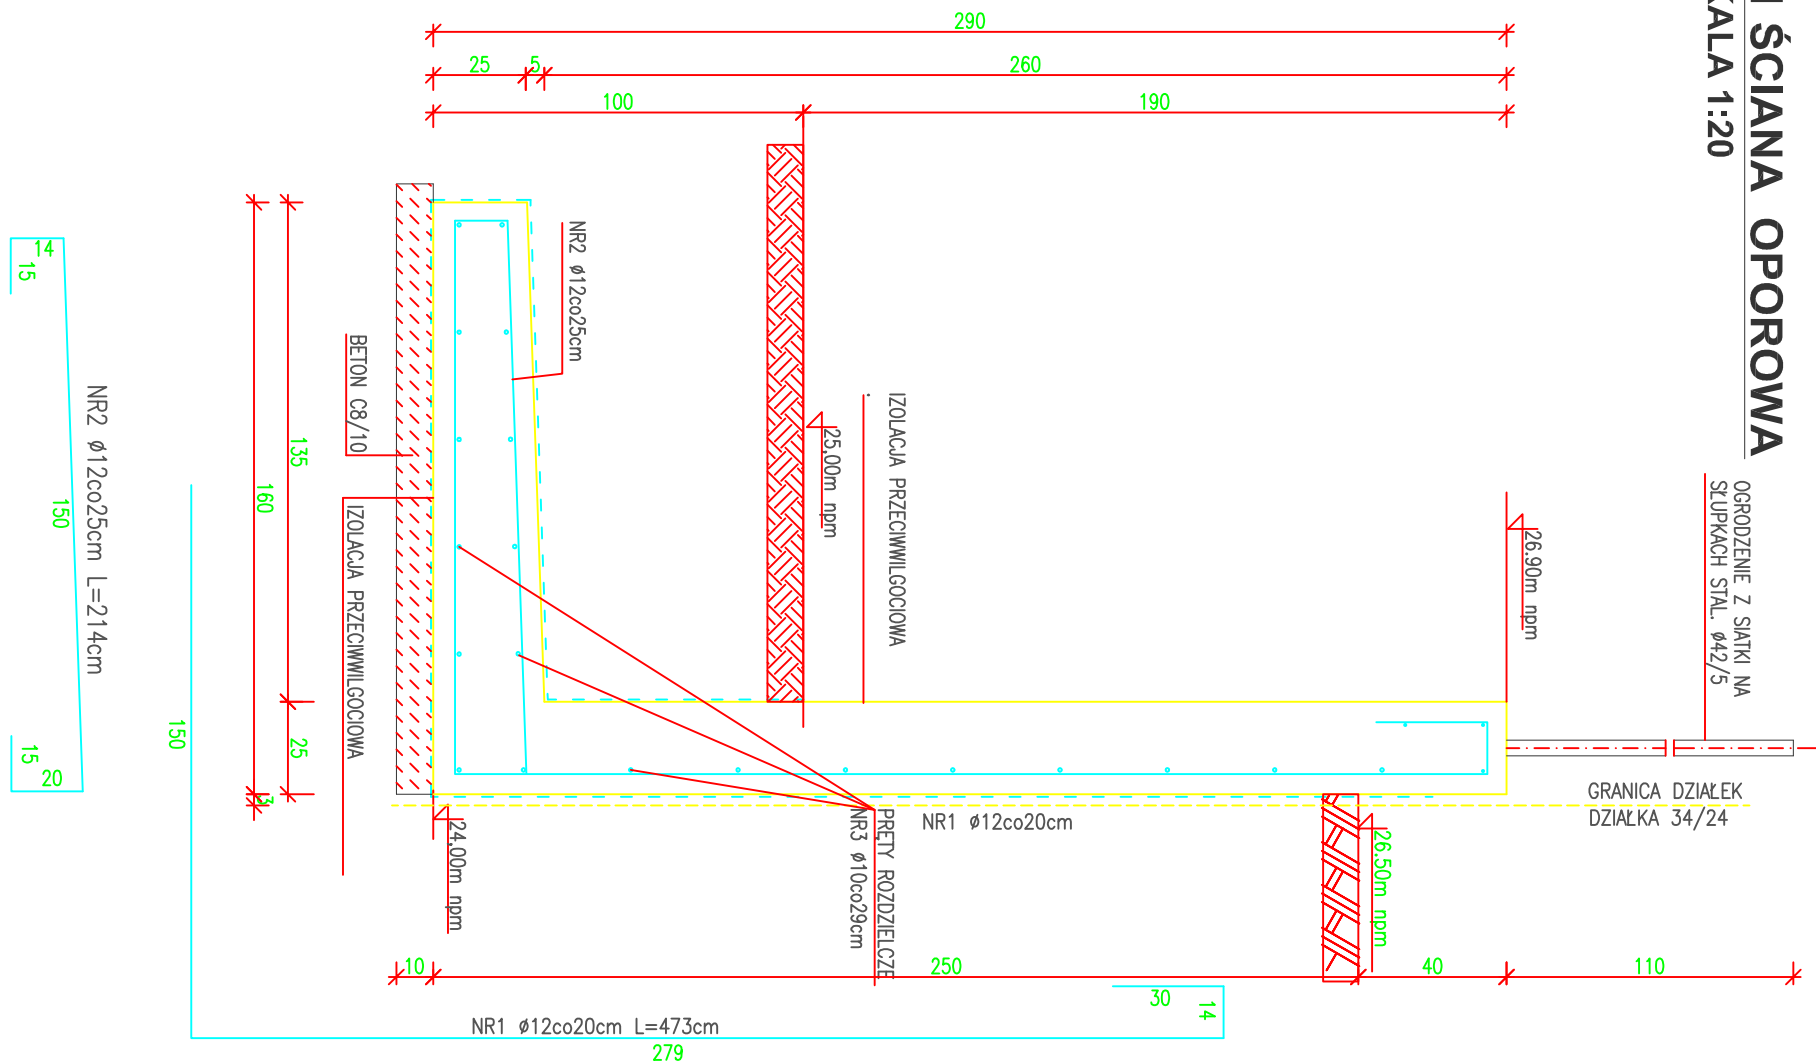 I ŚCIANA OPOROWA
KALA 1:20
290
25
5
260
100
190
NR2 ø12co25cm
BETON C8/10
IZOLACJA PRZECIWWILGOCIOWA
25,00m npm
IZOLACJA PRZECIWWILGOCIOWA
26.90m npm
OGRODZENIE Z SIATKI NA
SŁUPKACH STAL. ø42/5
GRANICA DZIAŁEK
DZIAŁKA 34/24
14
15
NR2 ø12co25cm L=214cm
150
15
20
135
160
25
3
150
24.00m npm
PRĘTY ROZDZIELCZE
NR3 ø10co29cm
NR1 ø12co20cm
26.50m npm
10
250
40
110
30
14
NR1 ø12co20cm L=473cm
279